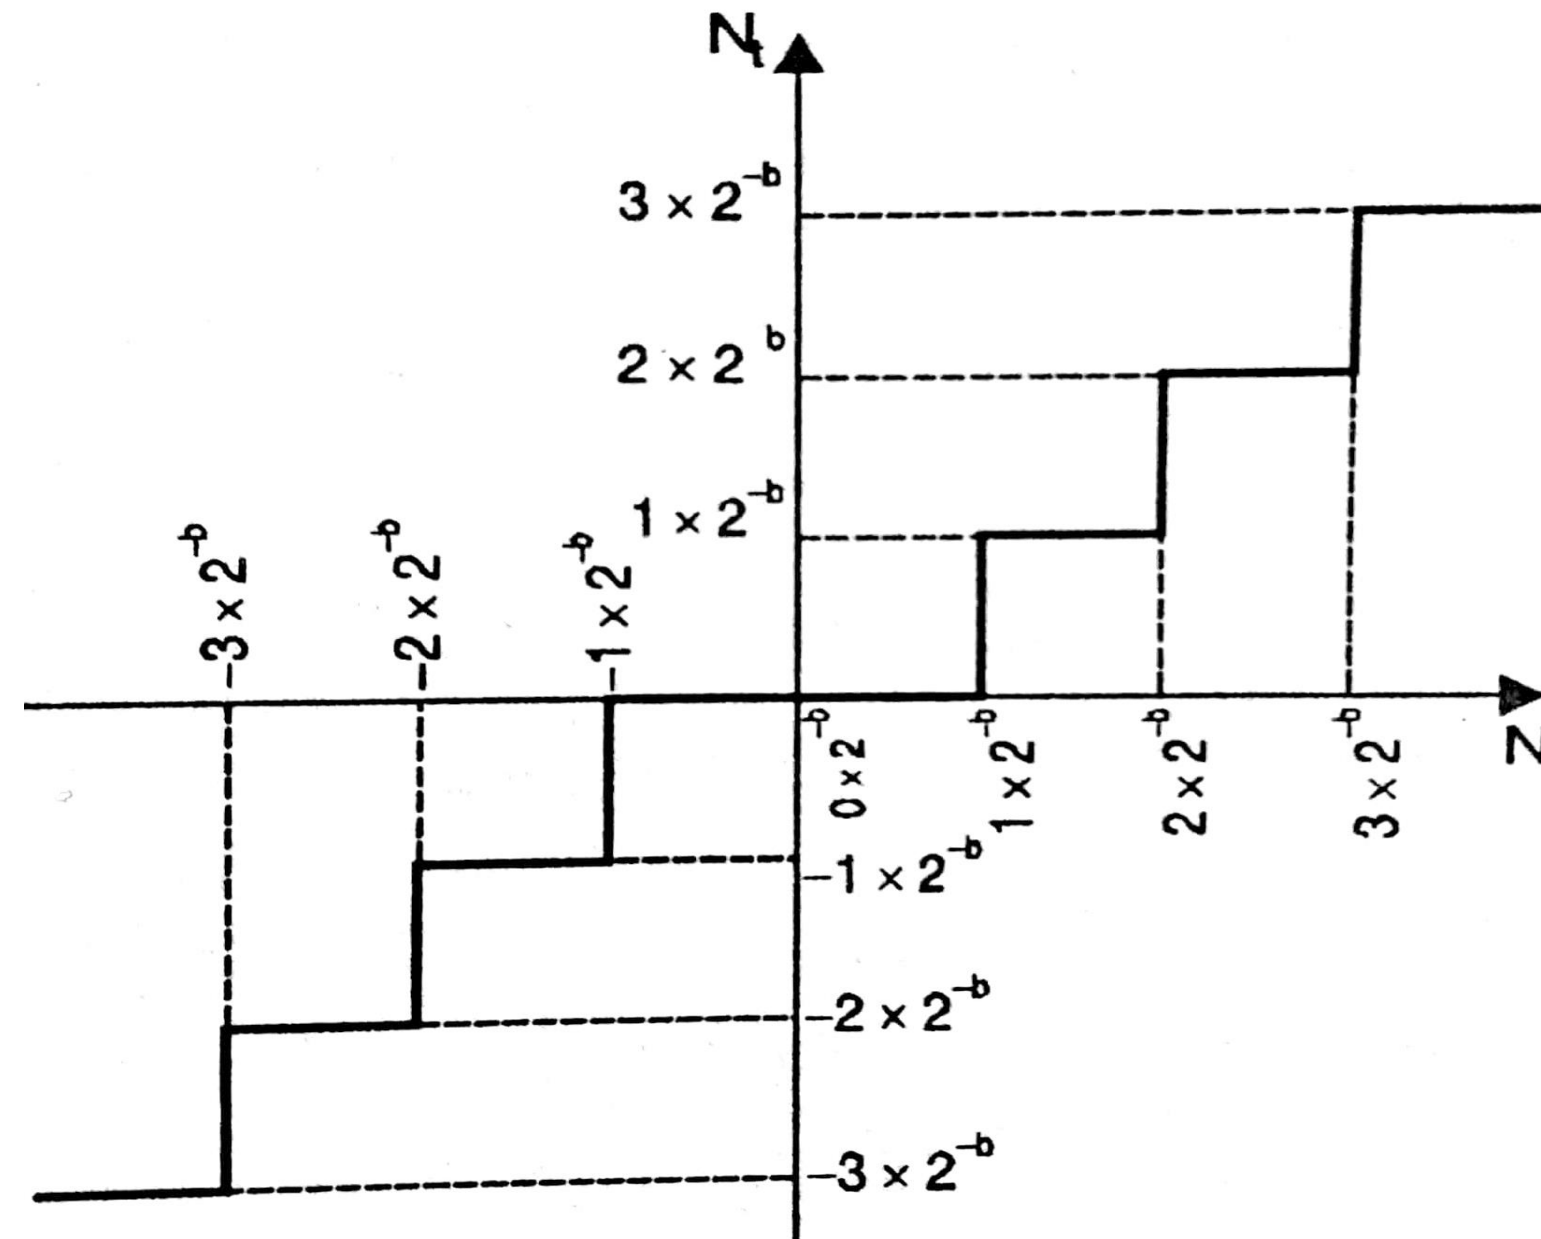 Nt
3 × 2^-b
2 × 2^b
1 × 2^-b
-3 × 2^-b
-2 × 2^-b
-1 × 2^-b
0 × 2^-b
1 × 2^-b
2 × 2^-b
3 × 2^-b
-1 × 2^-b
-2 × 2^-b
-3 × 2^-b